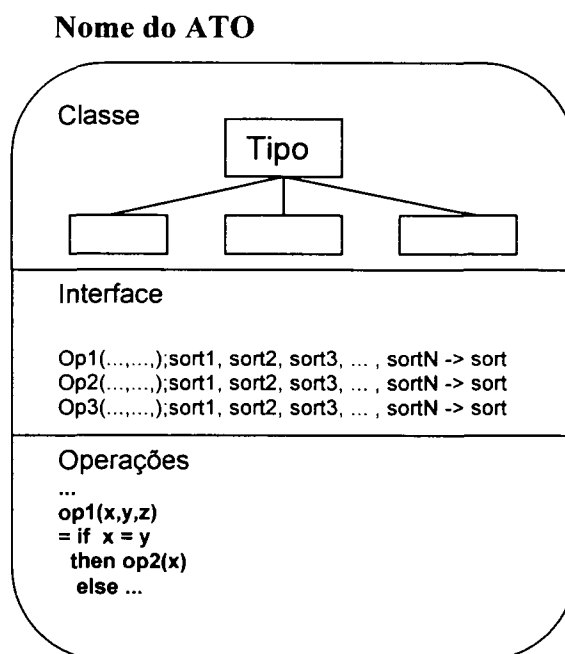 Nome do ATO
Classe
Tipo
Interface
Op1(...,...,);sort1, sort2, sort3, ... , sortN -> sort
Op2(...,...,);sort1, sort2, sort3, ... , sortN -> sort
Op3(...,...,);sort1, sort2, sort3, ... , sortN -> sort
Operações
...
op1(x,y,z)
= if x = y
then op2(x)
else ...